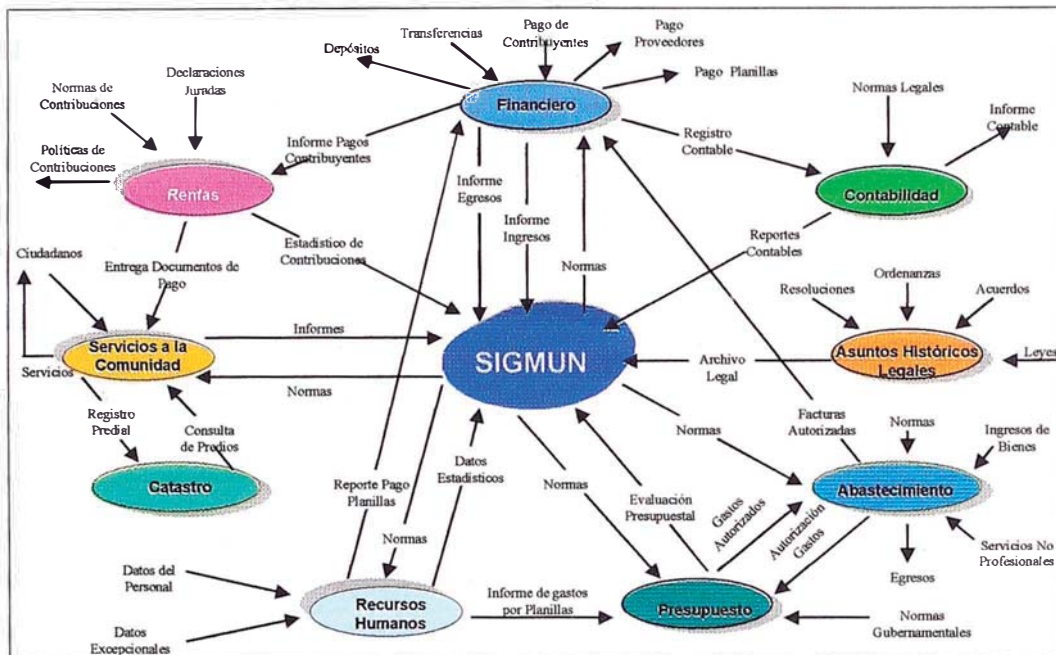 Transferencias
Pago de
Contribuyentes
Pago
Proveedores
Depósitos
Pago Planillas
Financiero
Normas de
Contribuciones
Declaraciones
Juradas
Políticas de
Contribuciones
Rentas
Informe Pagos
Contribuyentes
Registro
Contable
Normas Legales
Informe
Contable
Contabilidad
Informe
Egresos
Informe
Ingresos
Normas
Reportes
Contables
Ciudadanos
Entrega Documentos de
Pago
Estadístico de
Contribuciones
Resoluciones
Ordenanzas
Acuerdos
Leyes
Asuntos Históricos
Legales
Archivo
Legal
Servicios a la
Comunidad
Servicios
Informes
Normas
SIGMUN
Registro
Predial
Consulta
de Predios
Catastro
Reporte Pago
Planillas
Normas
Datos
Estadísticos
Normas
Evaluación
Presupuestal
Normas
Gastos
Autorizados
Autorización
Gastos
Facturas
Autorizadas
Normas
Ingresos de
Bienes
Abastecimiento
Servicios No
Profesionales
Egresos
Datos del
Personal
Datos
Excepcionales
Recursos
Humanos
Informe de gastos
por Planillas
Presupuesto
Normas
Gubernamentales